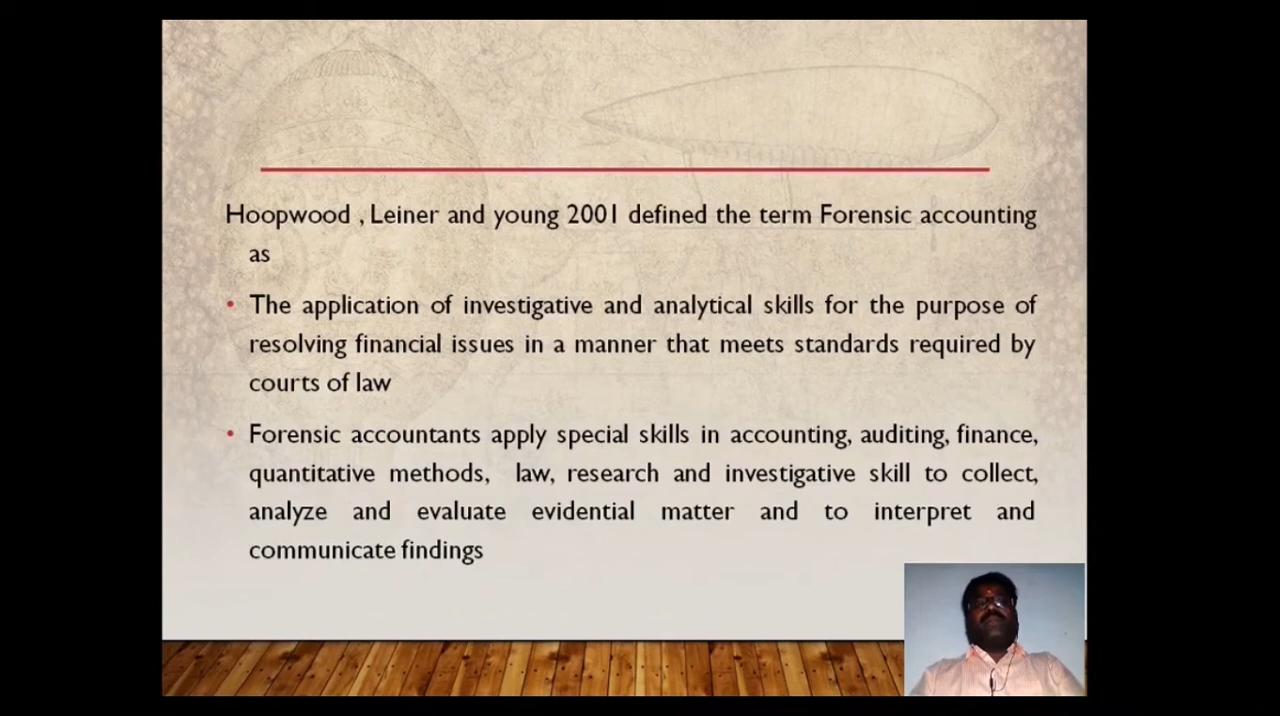 Hoopwood , Leiner and young 2001 defined the term Forensic accounting
as
• The application of investigative and analytical skills for the purpose of
resolving financial issues in a manner that meets standards required by
courts of law
• Forensic accountants apply special skills in accounting, auditing, finance,
quantitative methods, law, research and investigative skill to collect,
analyze and evaluate evidential matter and to interpret and
communicate findings